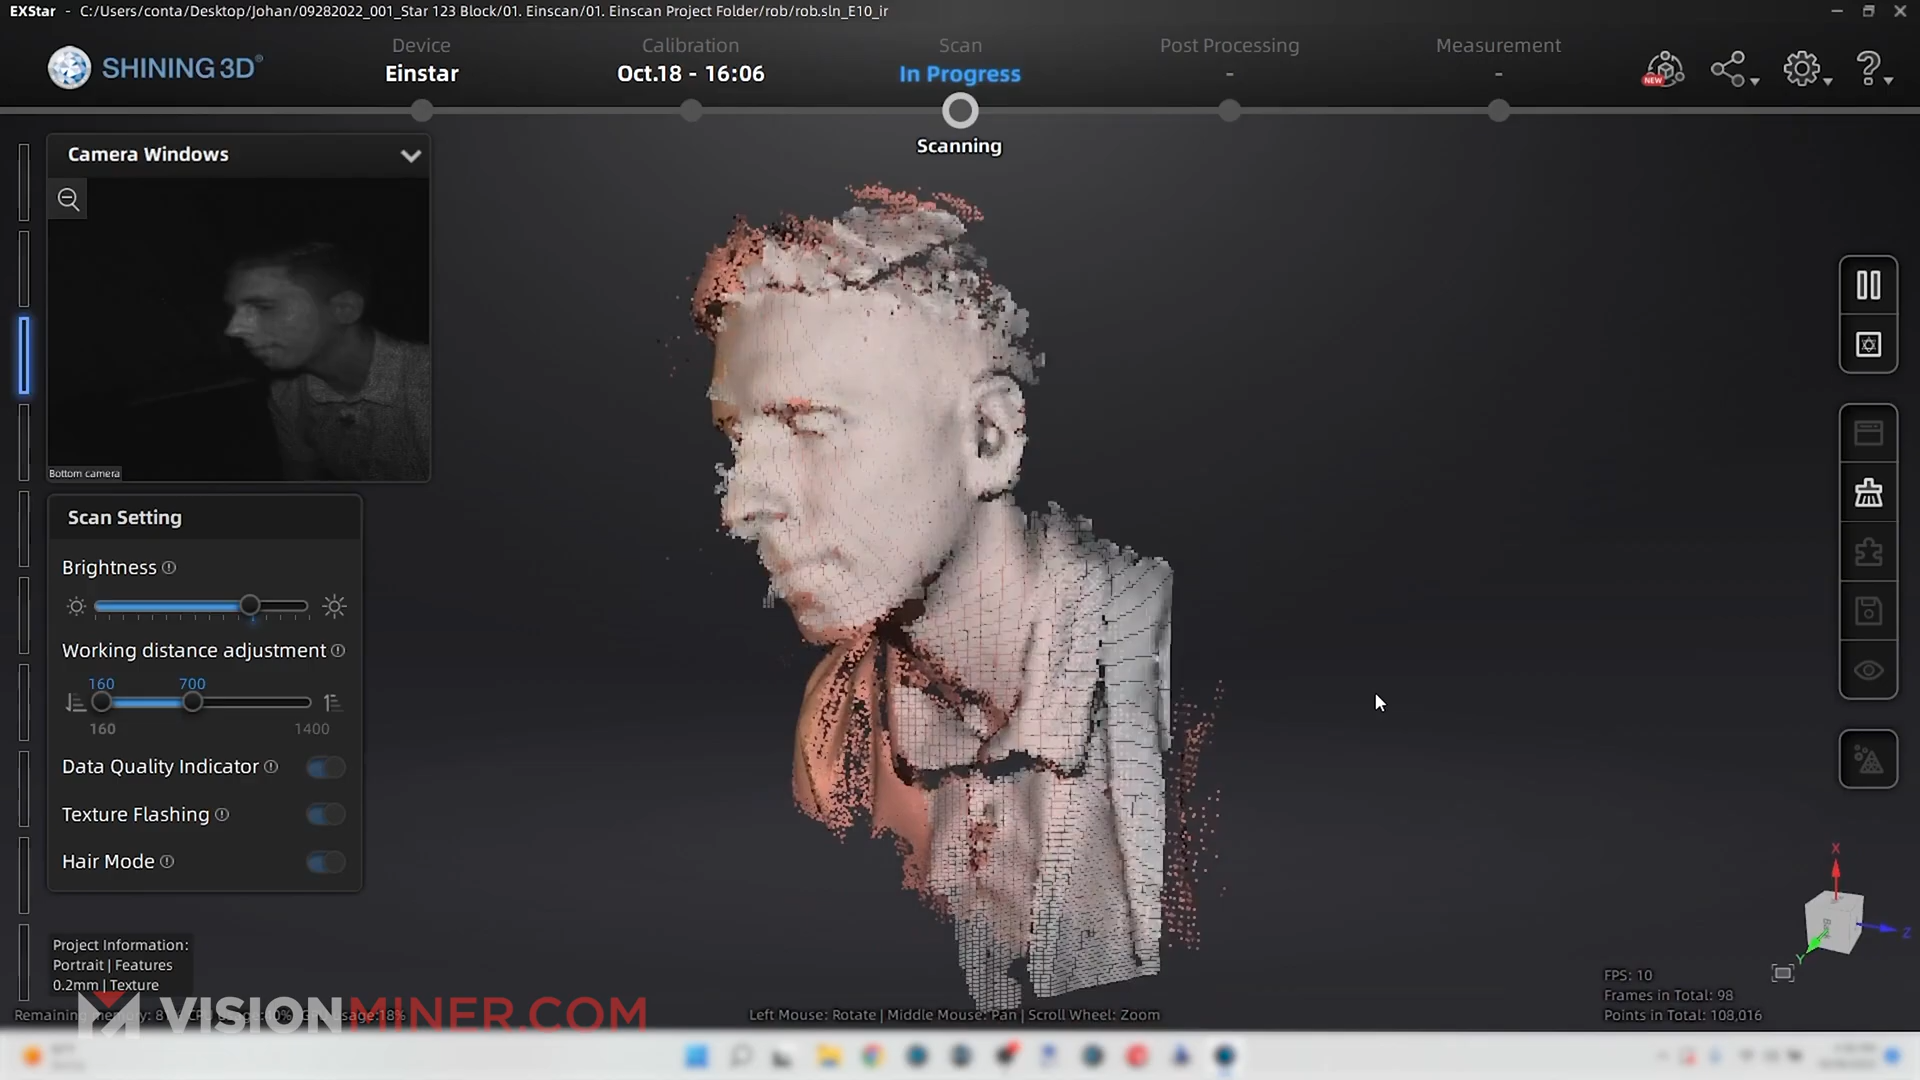 EXStar - C:/Users/conta/Desktop/Johan/09282022_001_Star 123 Block/01. Einscan/01. Einscan Project Folder/rob/rob.sln_E10_ir
SHINING 3D®
Device
Einstar
Calibration
Oct.18 - 16:06
Scan
In Progress
Post Processing
-
Measurement
-
NEW
Scanning
Camera Windows
Bottom camera
Scan Setting
Brightness
Working distance adjustment
160 700
160 1400
Data Quality Indicator
Texture Flashing
Hair Mode
Project Information:
Portrait | Features
0.2mm | Texture
VISIONMINER.COM
Remaining memory:
Left Mouse: Rotate | Middle Mouse: Pan | Scroll Wheel: Zoom
FPS: 10
Frames in Total: 98
Points in Total: 108,016
X
Y
Z
Back